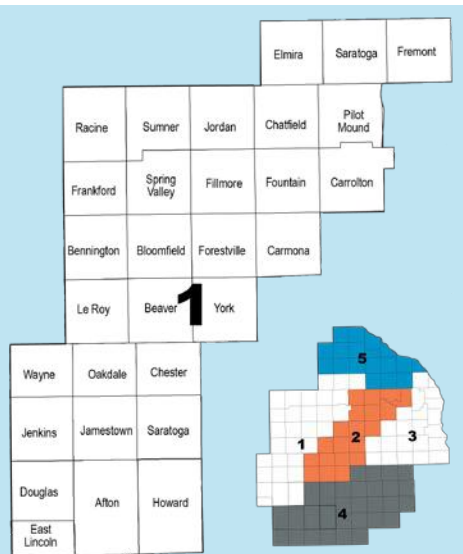 Elmira Saratoga Fremont
Racine Sumner Jordan Chatfield Pilot
Mound
Frankford Spring
Valley Fillmore Fountain Carrolton
Bennington Bloomfield Forestville Carmona
Le Roy Beaver 1 York
Wayne Oakdale Chester
Jenkins Jamestown Saratoga
Douglas Afton Howard
East
Lincoln
5
1 2 3
4